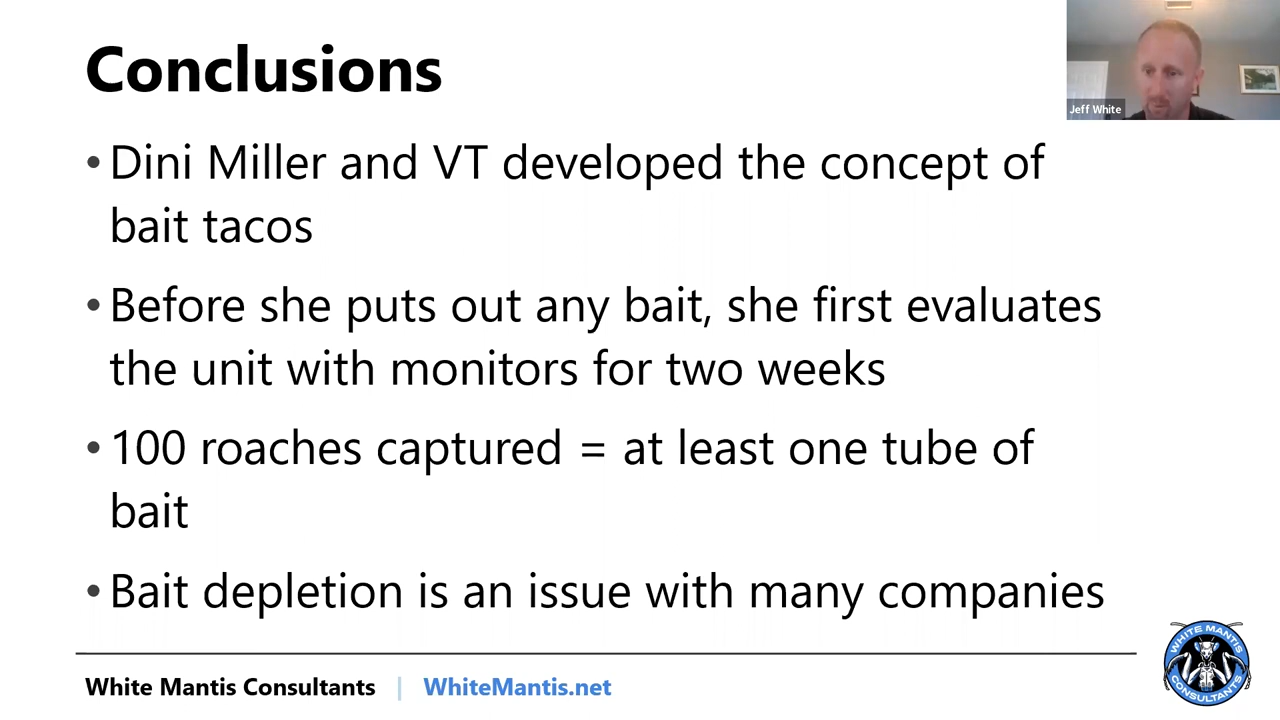 Conclusions
Jeff White
• Dini Miller and VT developed the concept of
bait tacos
• Before she puts out any bait, she first evaluates
the unit with monitors for two weeks
• 100 roaches captured = at least one tube of
bait
• Bait depletion is an issue with many companies
White Mantis Consultants | WhiteMantis.net
WHITE MANTIS
CONSULTANTS